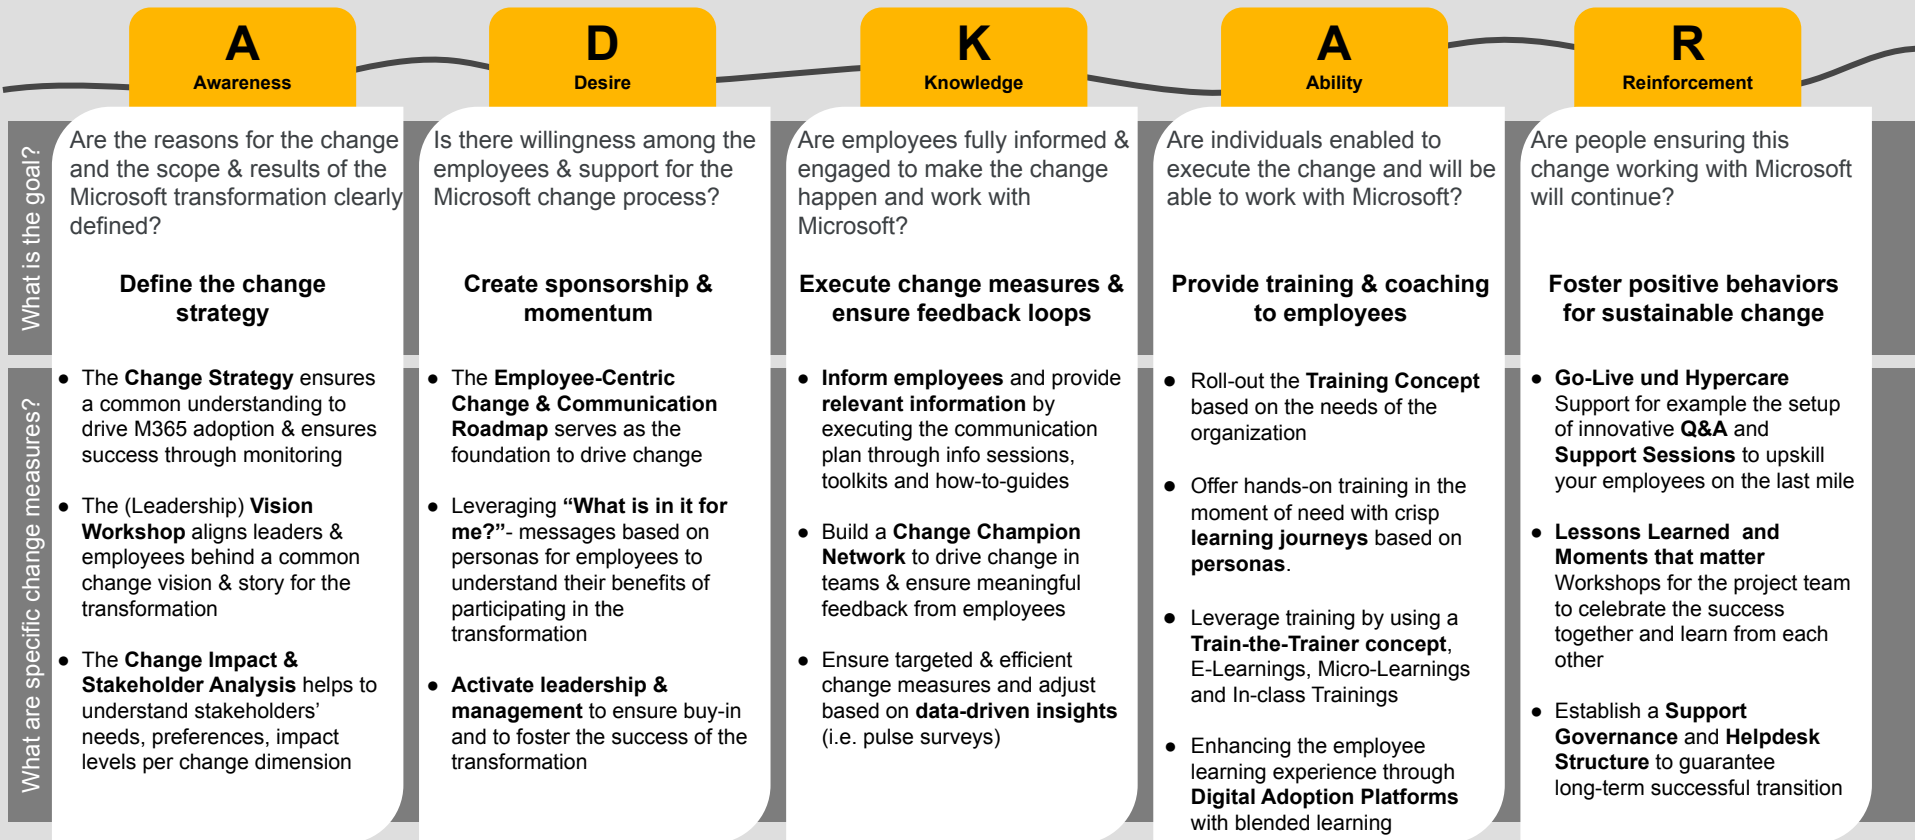 A
Awareness
D
Desire
K
Knowledge
A
Ability
R
Reinforcement
What is the goal?
Are the reasons for the change
and the scope & results of the
Microsoft transformation clearly
defined?
Define the change
strategy
Is there willingness among the
employees & support for the
Microsoft change process?
Create sponsorship &
momentum
Are employees fully informed &
engaged to make the change
happen and work with
Microsoft?
Execute change measures &
ensure feedback loops
Are individuals enabled to
execute the change and will be
able to work with Microsoft?
Provide training & coaching
to employees
Are people ensuring this
change working with Microsoft
will continue?
Foster positive behaviors
for sustainable change
What are specific change measures?
● The Change Strategy ensures
a common understanding to
drive M365 adoption & ensures
success through monitoring
● The (Leadership) Vision
Workshop aligns leaders &
employees behind a common
change vision & story for the
transformation
● The Change Impact &
Stakeholder Analysis helps to
understand stakeholders’
needs, preferences, impact
levels per change dimension
● The Employee-Centric
Change & Communication
Roadmap serves as the
foundation to drive change
● Leveraging “What is in it for
me?”- messages based on
personas for employees to
understand their benefits of
participating in the
transformation
● Activate leadership &
management to ensure buy-in
and to foster the success of the
transformation
● Inform employees and provide
relevant information by
executing the communication
plan through info sessions,
toolkits and how-to-guides
● Build a Change Champion
Network to drive change in
teams & ensure meaningful
feedback from employees
● Ensure targeted & efficient
change measures and adjust
based on data-driven insights
(i.e. pulse surveys)
● Roll-out the Training Concept
based on the needs of the
organization
● Offer hands-on training in the
moment of need with crisp
learning journeys based on
personas.
● Leverage training by using a
Train-the-Trainer concept,
E-Learnings, Micro-Learnings
and In-class Trainings
● Enhancing the employee
learning experience through
Digital Adoption Platforms
with blended learning
● Go-Live und Hypercare
Support for example the setup
of innovative Q&A and
Support Sessions to upskill
your employees on the last mile
● Lessons Learned and
Moments that matter
Workshops for the project team
to celebrate the success
together and learn from each
other
● Establish a Support
Governance and Helpdesk
Structure to guarantee
long-term successful transition